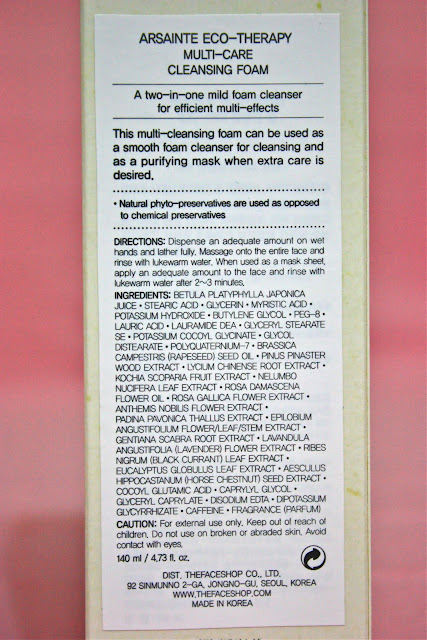 ARSAINTE ECO-THERAPY
MULTI-CARE
CLEANSING FOAM
A two-in-one mild foam cleanser
for efficient multi-effects
This multi-cleansing foam can be used as
a smooth foam cleanser for cleansing and
as a purifying mask when extra care is
desired.
• Natural phyto-preservatives are used as opposed
to chemical preservatives
DIRECTIONS: Dispense an adequate amount on wet
hands and lather fully. Massage onto the entire face and
rinse with lukewarm water. When used as a mask sheet,
apply an adequate amount to the face and rinse with
lukewarm water after 2~3 minutes.
INGREDIENTS: BETULA PLATYPHYLLA JAPONICA
JUICE • STEARIC ACID • GLYCERIN • MYRISTIC ACID •
POTASSIUM HYDROXIDE • BUTYLENE GLYCOL • PEG-8 •
LAURIC ACID • LAURAMIDE DEA • GLYCERYL STEARATE
SE • POTASSIUM COCOYL GLYCINATE • GLYCOL
DISTEARATE • POLYQUATERNIUM-7 • BRASSICA
CAMPESTRIS (RAPESEED) SEED OIL • PINUS PINASTER
WOOD EXTRACT • LYCIUM CHINENSE ROOT EXTRACT •
KOCHIA SCOPARIA FRUIT EXTRACT • NELUMBO
NUCIFERA LEAF EXTRACT • ROSA DAMASCENA
FLOWER OIL • ROSA GALLICA FLOWER EXTRACT •
ANTHEMIS NOBILIS FLOWER EXTRACT •
PADINA PAVONICA THALLUS EXTRACT • EPILOBIUM
ANGUSTIFOLIUM FLOWER/LEAF/STEM EXTRACT •
GENTIANA SCABRA ROOT EXTRACT • LAVANDULA
ANGUSTIFOLIA (LAVENDER) FLOWER EXTRACT • RIBES
NIGRUM (BLACK CURRANT) LEAF EXTRACT •
EUCALYPTUS GLOBULUS LEAF EXTRACT • AESCULUS
HIPPOCASTANUM (HORSE CHESTNUT) SEED EXTRACT •
COCOYL GLUTAMIC ACID • CAPRYLYL GLYCOL •
GLYCERYL CAPRYLATE • DISODIUM EDTA • DIPOTASSIUM
GLYCYRRHIZATE • CAFFEINE • FRAGRANCE (PARFUM)
CAUTION: For external use only. Keep out of reach of
children. Do not use on broken or abraded skin. Avoid
contact with eyes.
140 ml / 4.73 fl. oz.
DIST. THEFACESHOP CO., LTD.
92 SINMUNNO 2-GA, JONGNO-GU, SEOUL, KOREA
WWW.THEFACESHOP.COM
MADE IN KOREA